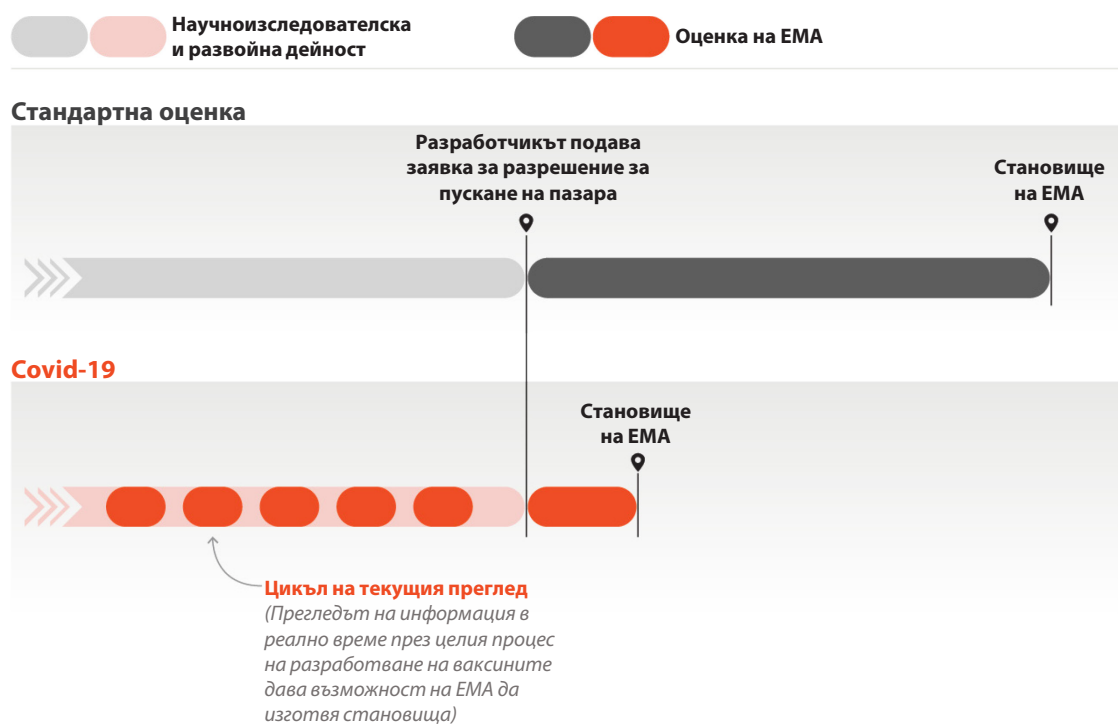 Научноизследователска
и развойна дейност
Оценка на EMA
Стандартна оценка
Разработчикът подава
заявка за разрешение за
пускане на пазара
Становище
на EMA
Covid-19
Становище
на EMA
Цикъл на текущия преглед
(Прегледът на информация в
реално време през целия процес
на разработване на ваксините
дава възможност на EMA да
изготвя становища)